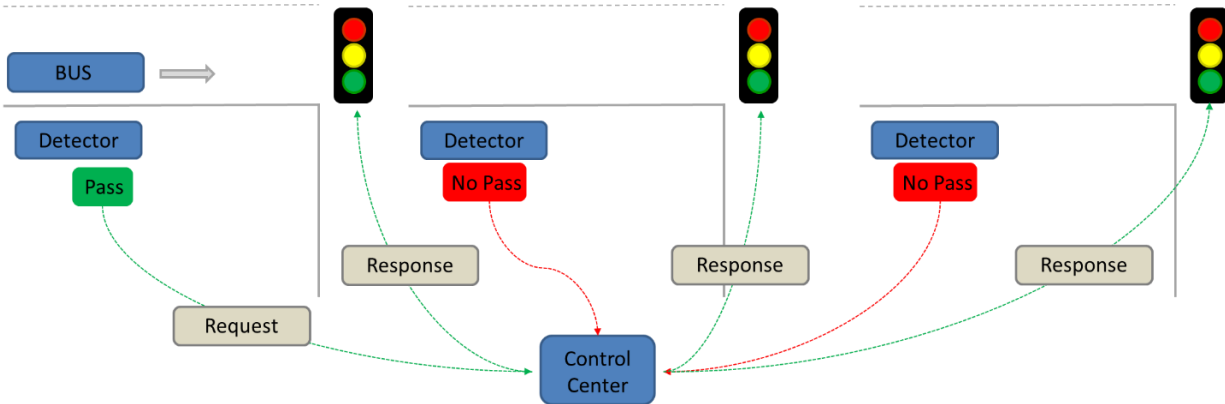 BUS
Detector
Detector
Detector
Pass
No Pass
No Pass
Response
Response
Response
Request
Control
Center